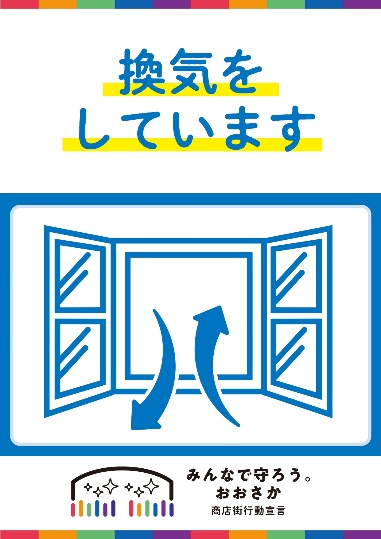 換気を
しています
みんなで守ろう。
おおさか
商店街行動宣言